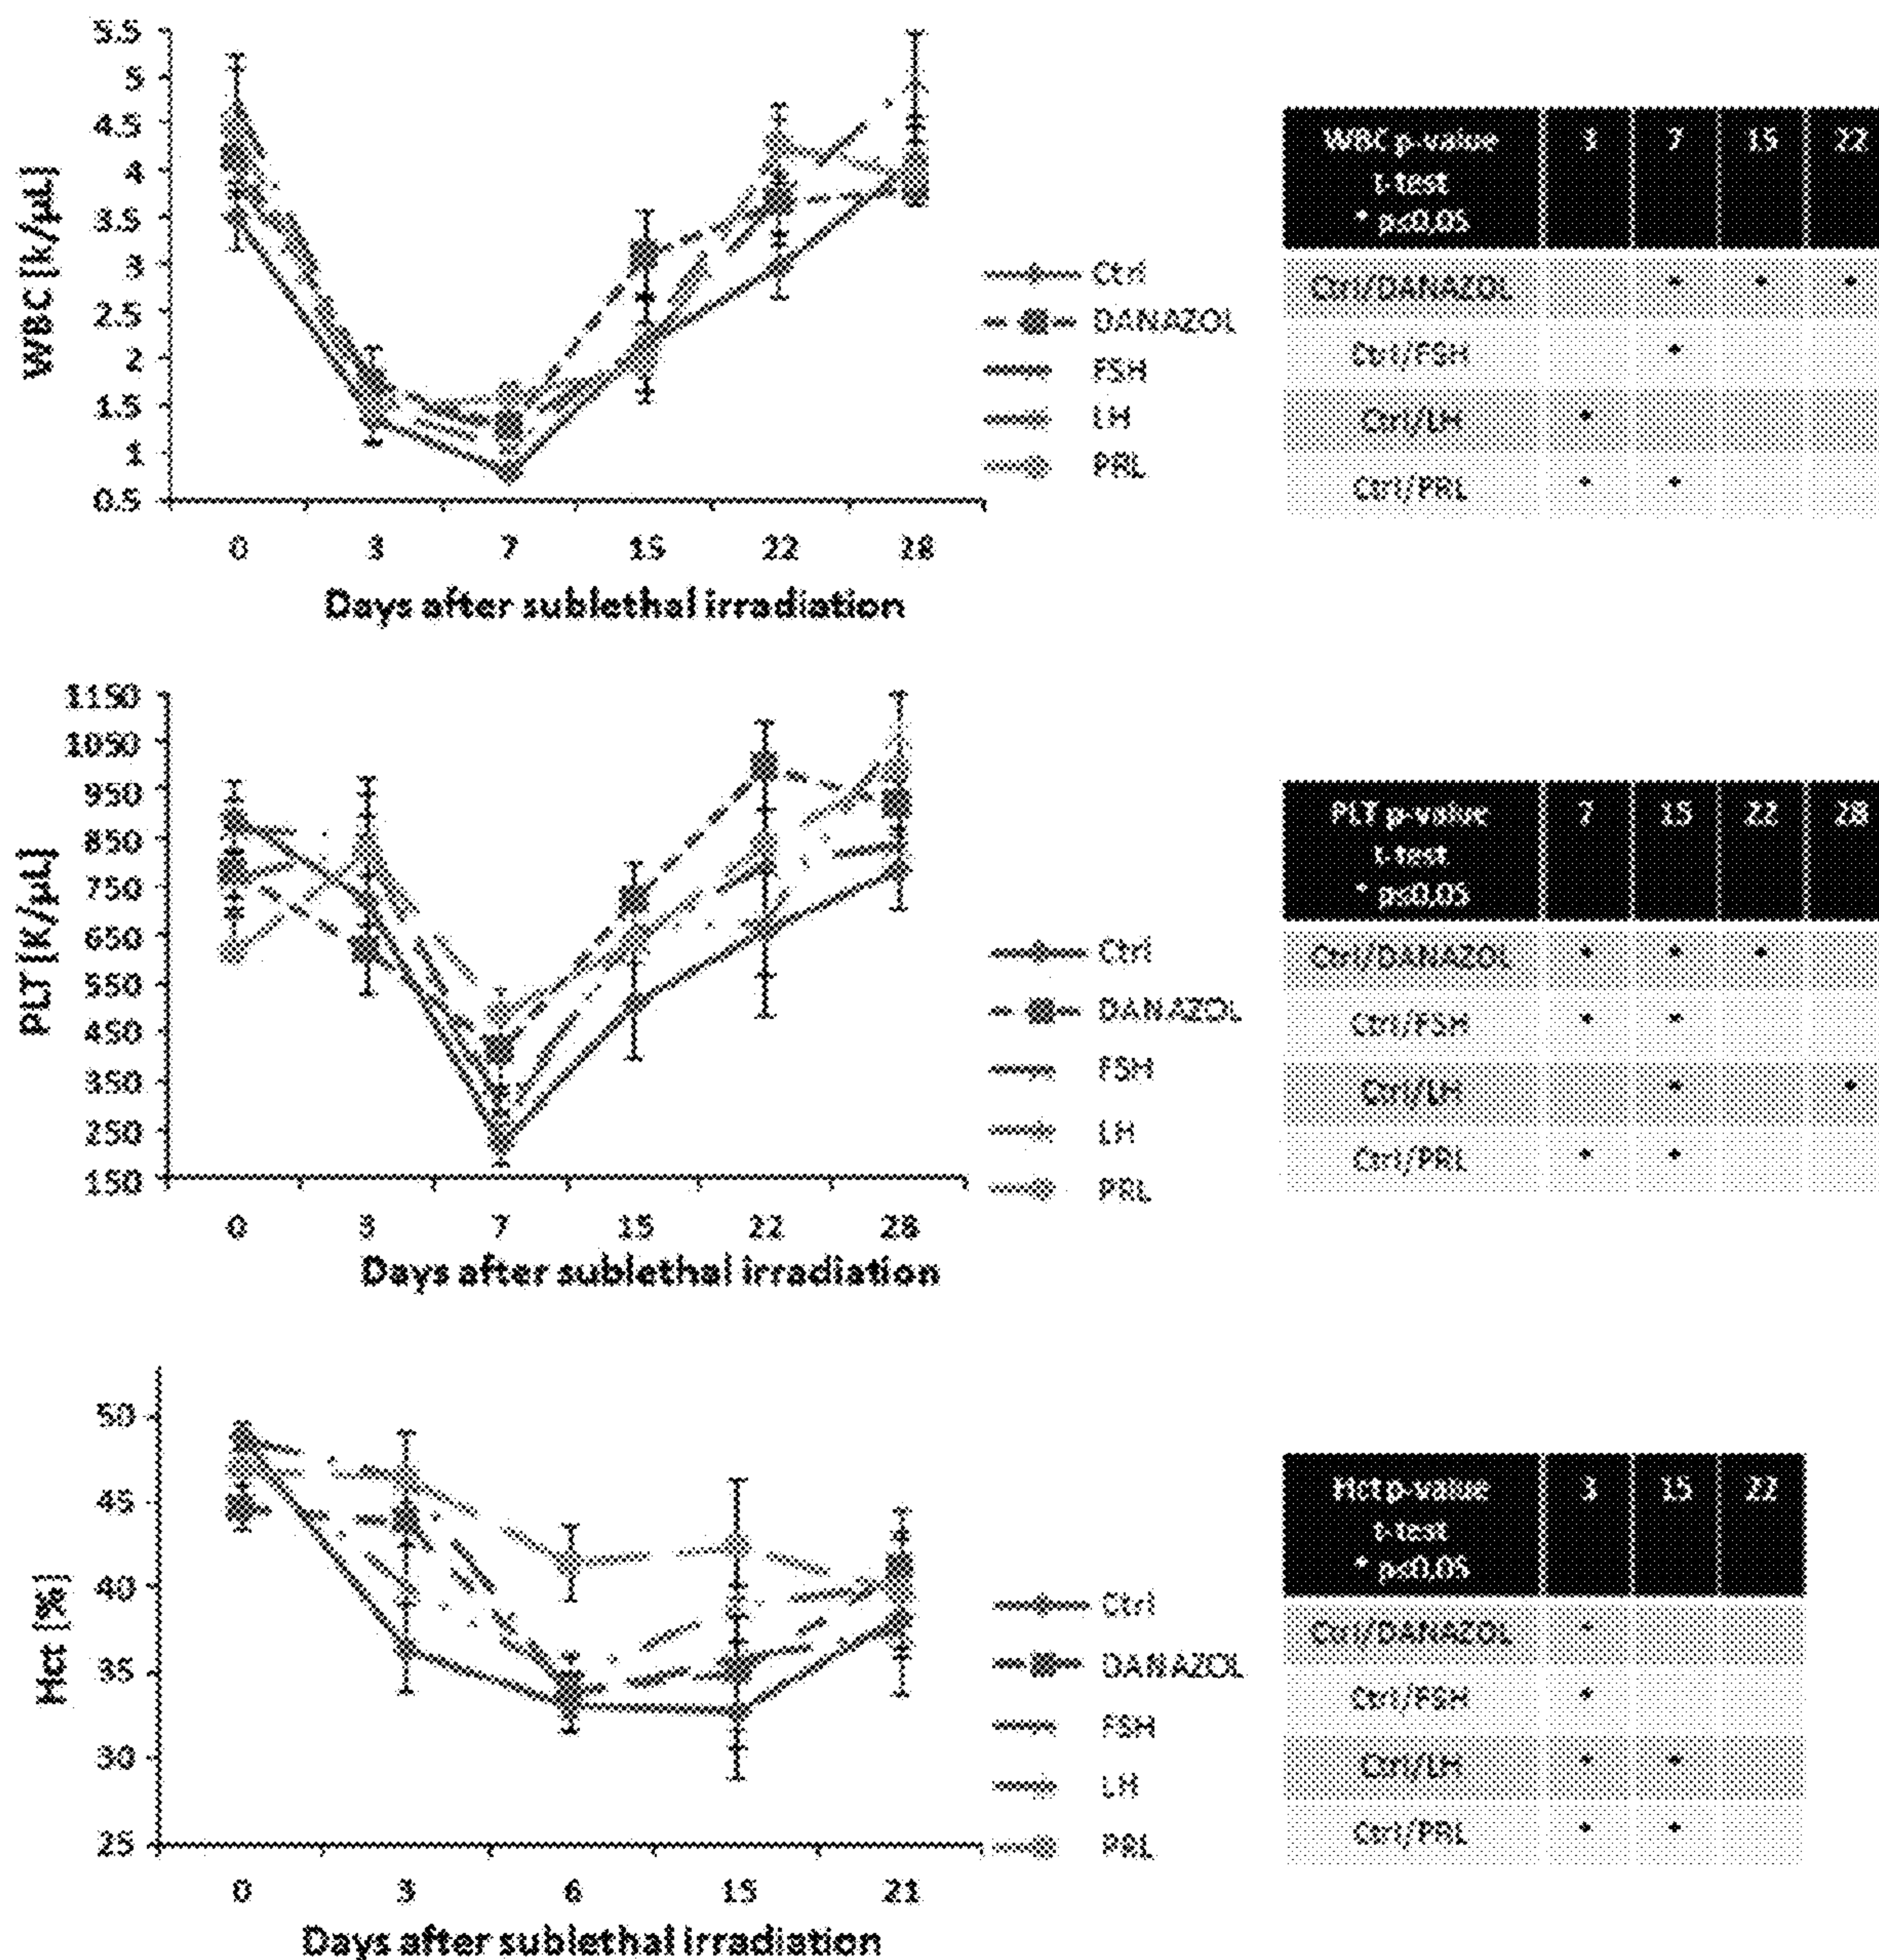 5.5
5
4.5
4
3.5
3
2.5
2
1.5
1
0.5
WBC [k/µL]
0 3 7 15 22 28
Days after sublethal irradiation
Ctrl
DANAZOL
FSH
LH
PRL
WBC p-value 3 7 15 22
t-test
* p≤0.05
Ctrl/DANAZOL * * *
Ctrl/FSH *
Ctrl/LH *
Ctrl/PRL * *
1150
1050
950
850
750
650
550
450
350
250
150
PLT [K/µL]
0 3 7 15 22 28
Days after sublethal irradiation
Ctrl
DANAZOL
FSH
LH
PRL
PLT p-value 7 15 22 28
t-test
* p≤0.05
Ctrl/DANAZOL * * *
Ctrl/FSH * *
Ctrl/LH * *
Ctrl/PRL * *
50
45
40
35
30
25
Hct [%]
0 3 6 15 21
Days after sublethal irradiation
Ctrl
DANAZOL
FSH
LH
PRL
Hct p-value 3 15 22
t-test
* p≤0.05
Ctrl/DANAZOL *
Ctrl/FSH *
Ctrl/LH * *
Ctrl/PRL * *